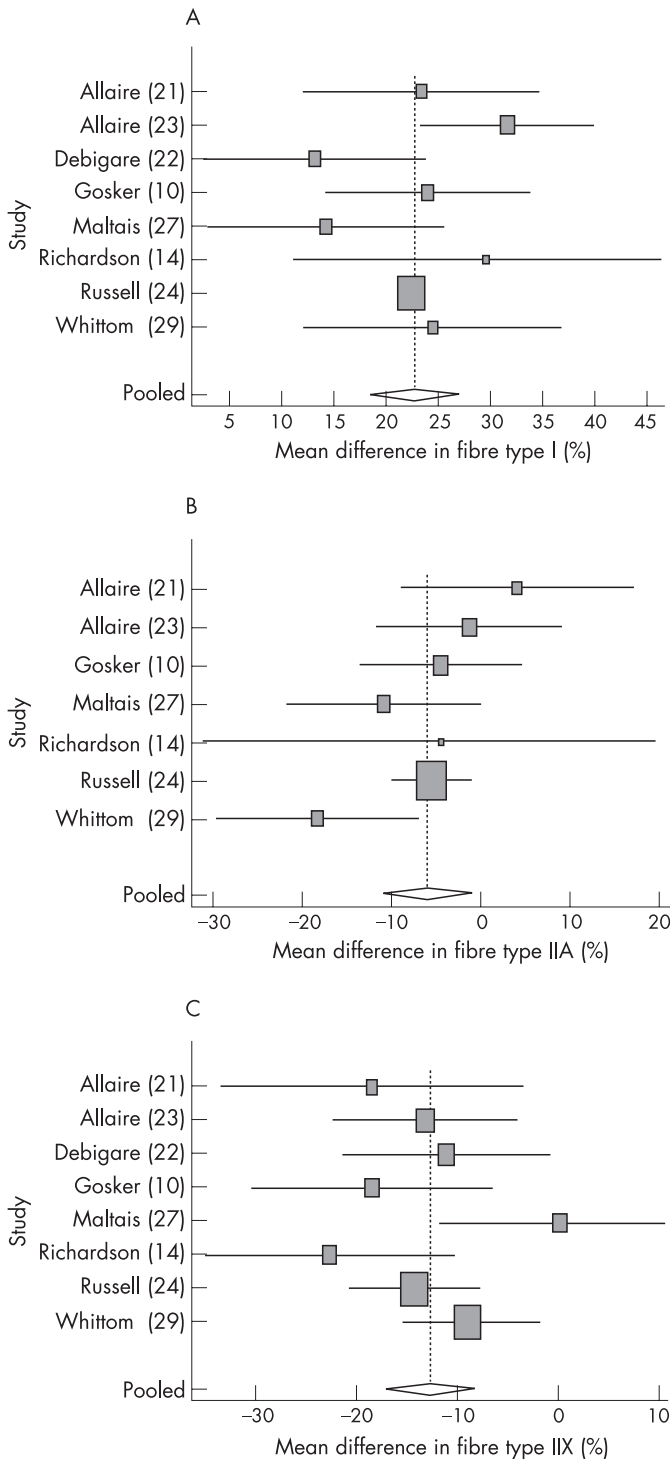 A
Study
Allaire (21)
Allaire (23)
Debigare (22)
Gosker (10)
Maltais (27)
Richardson (14)
Russell (24)
Whittom (29)
Pooled
5 10 15 20 25 30 35 40 45
Mean difference in fibre type I (%)
B
Study
Allaire (21)
Allaire (23)
Gosker (10)
Maltais (27)
Richardson (14)
Russell (24)
Whittom (29)
Pooled
–30 –20 –10 0 10 20
Mean difference in fibre type IIA (%)
C
Study
Allaire (21)
Allaire (23)
Debigare (22)
Gosker (10)
Maltais (27)
Richardson (14)
Russell (24)
Whittom (29)
Pooled
–30 –20 –10 0 10
Mean difference in fibre type IIX (%)